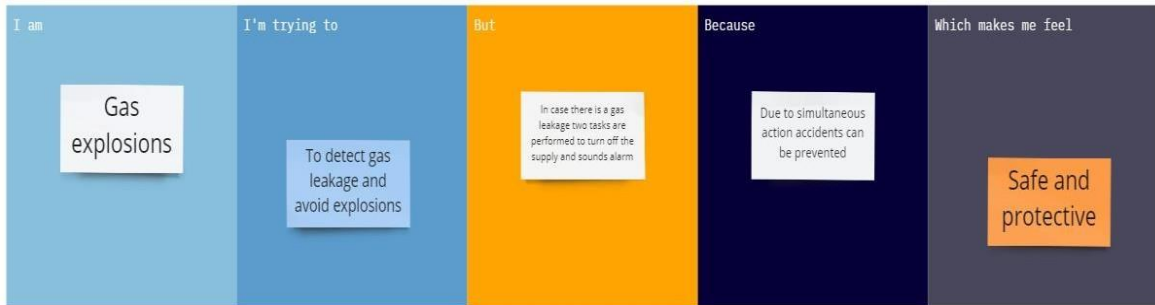 I am
Gas
explosions
I'm trying to
To detect gas
leakage and
avoid explosions
But
In case there is a gas
leakage two tasks are
performed to turn off the
supply and sounds alarm
Because
Due to simultaneous
action accidents can
be prevented
Which makes me feel
Safe and
protective